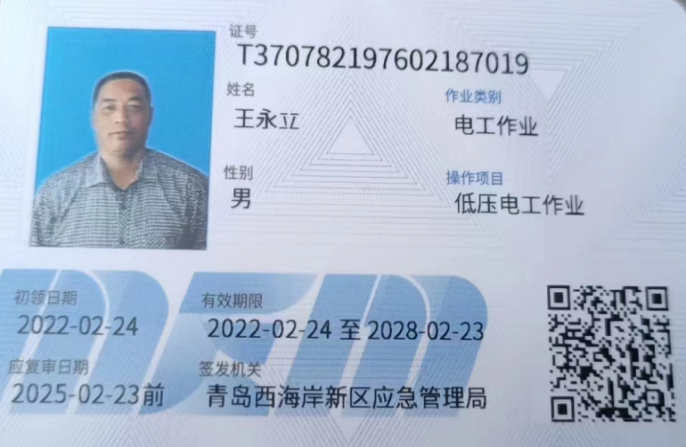 证号
T370782197602187019
姓名
王永立
作业类别
电工作业
性别
男
操作项目
低压电工作业
初领日期
2022-02-24
有效期限
2022-02-24 至 2028-02-23
应复审日期
2025-02-23前
签发机关
青岛西海岸新区应急管理局
MEM